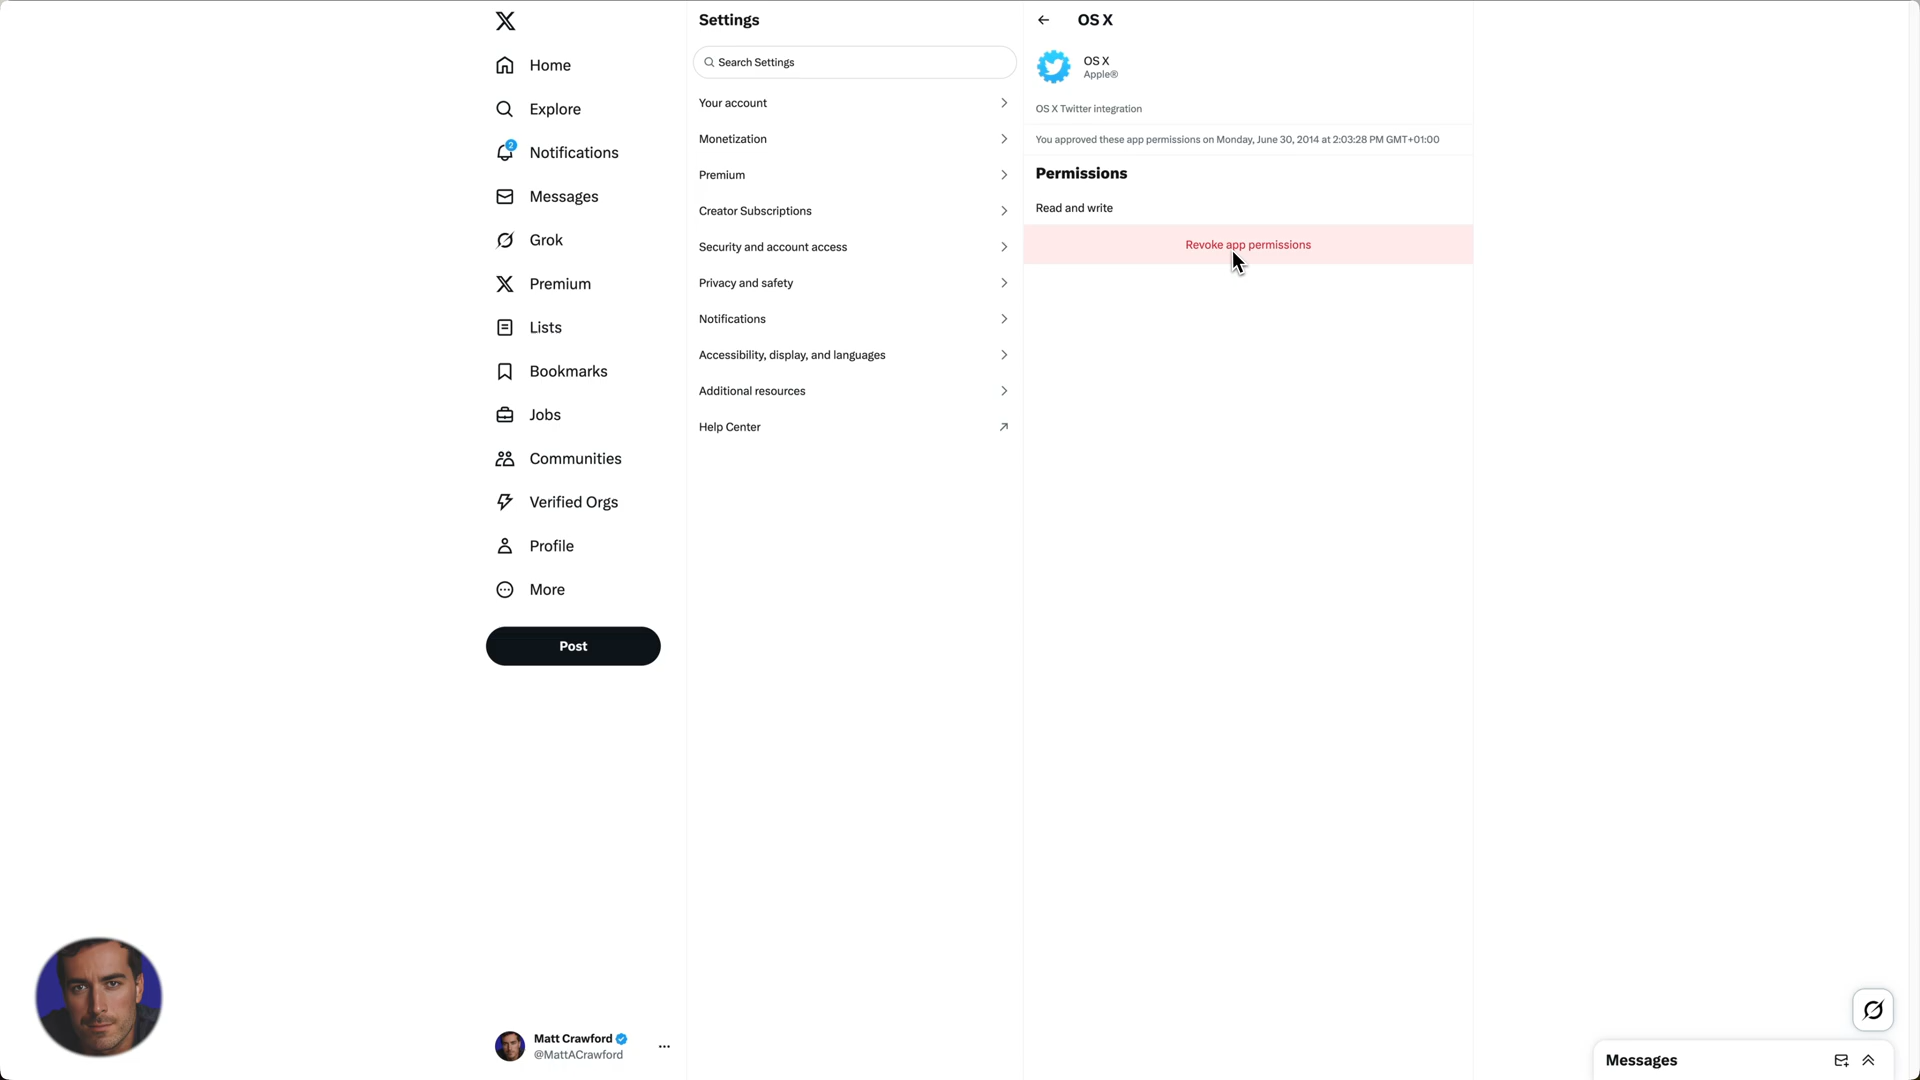 Home
Explore
2
Notifications
Messages
Grok
Premium
Lists
Bookmarks
Jobs
Communities
Verified Orgs
Profile
More
Post
Matt Crawford
@MattACrawford
Settings
Search Settings
Your account
Monetization
Premium
Creator Subscriptions
Security and account access
Privacy and safety
Notifications
Accessibility, display, and languages
Additional resources
Help Center
OS X
OS X
Apple®
OS X Twitter integration
You approved these app permissions on Monday, June 30, 2014 at 2:03:28 PM GMT+01:00
Permissions
Read and write
Revoke app permissions
Messages